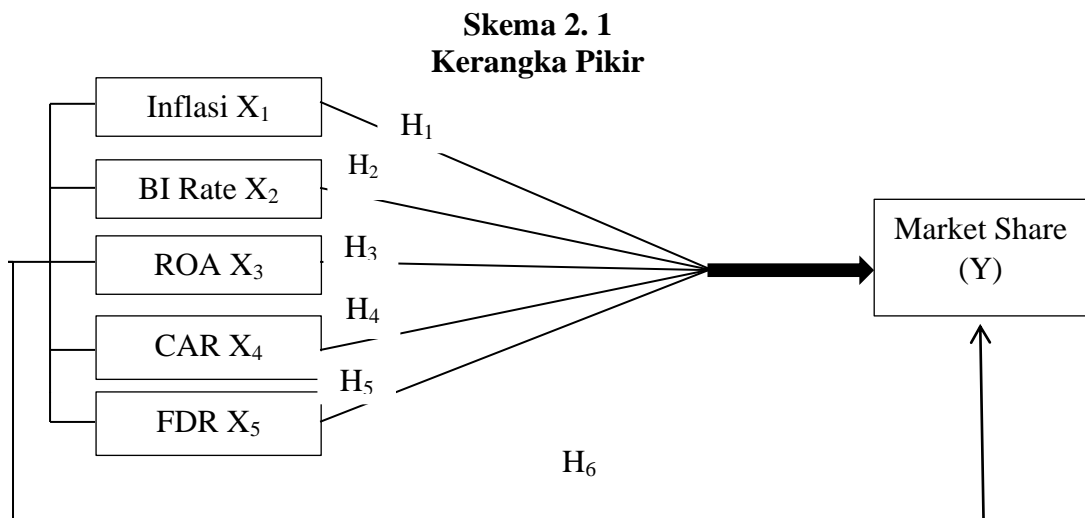 Skema 2. 1
Kerangka Pikir
Inflasi X₁
H₁
BI Rate X₂
H₂
ROA X₃
H₃
Market Share
(Y)
CAR X₄
H₄
FDR X₅
H₅
H₆